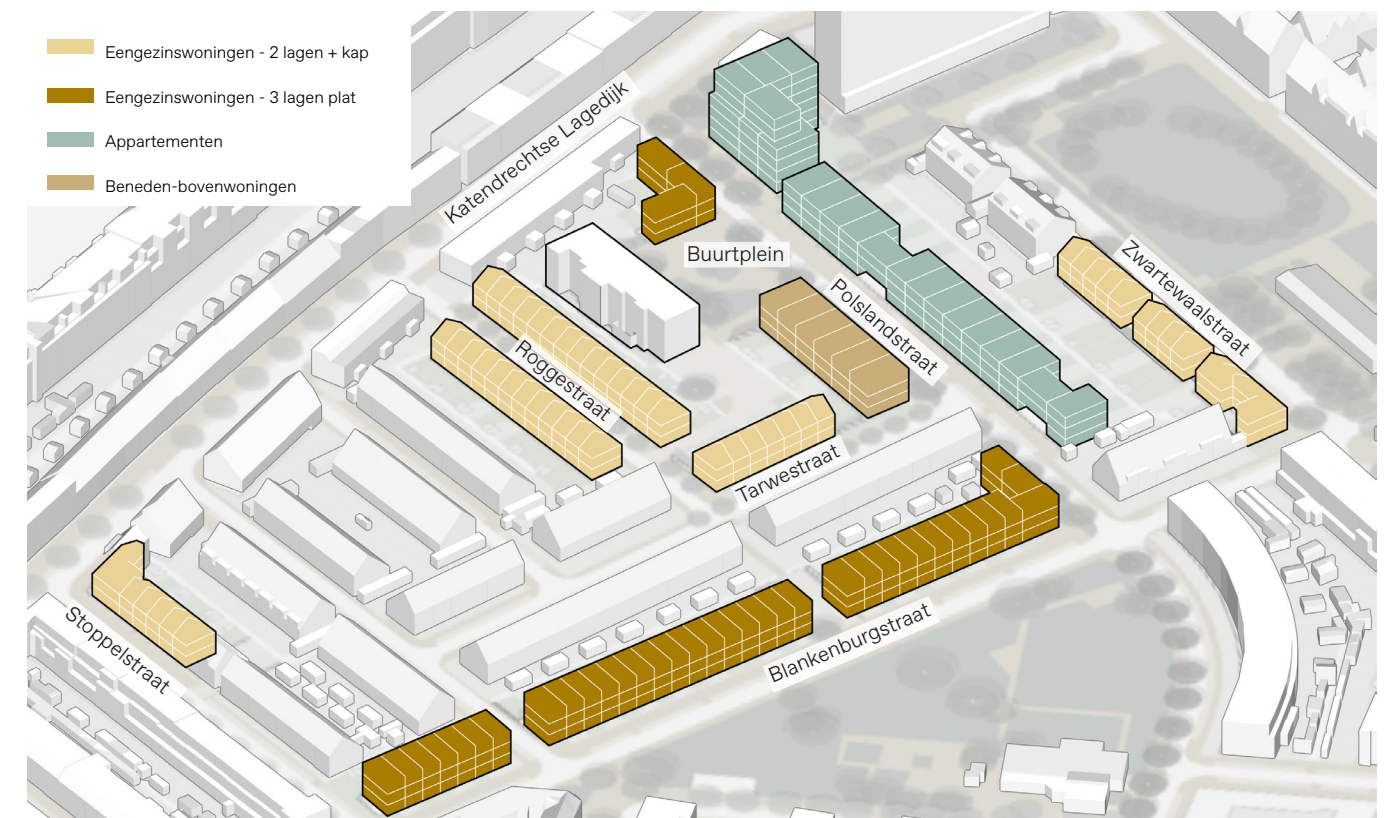 Eengezinswoningen - 2 lagen + kap
Eengezinswoningen - 3 lagen plat
Appartementen
Beneden-bovenwoningen
Katendrechtse Lagedijk
Buurtplein
Zwartewaalstraat
Polslandstraat
Roggestraat
Tarwestraat
Blankenburgstraat
Stoppelstraat